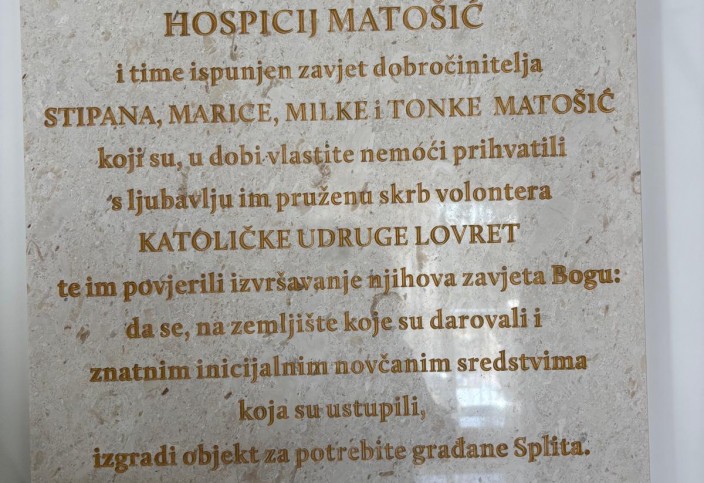 HOSPICIJ MATOŠIĆ
i time ispunjen zavjet dobročinitelja
STIPANA, MARICE, MILKE i TONKE MATOŠIĆ
koji su, u dobi vlastite nemóći prihvatili
s ljubavlju im pruženu skrb volontera
KATOLIČKE UDRUGE LOVRET
te im povjerili izvršavanje njihova zavjeta Bogu:
da se, na zemljište koje su darovali i
znatnim inicijalnim novčanim sredstvima
koja su ustupili,
izgradi objekt za potrebite građane Splita.